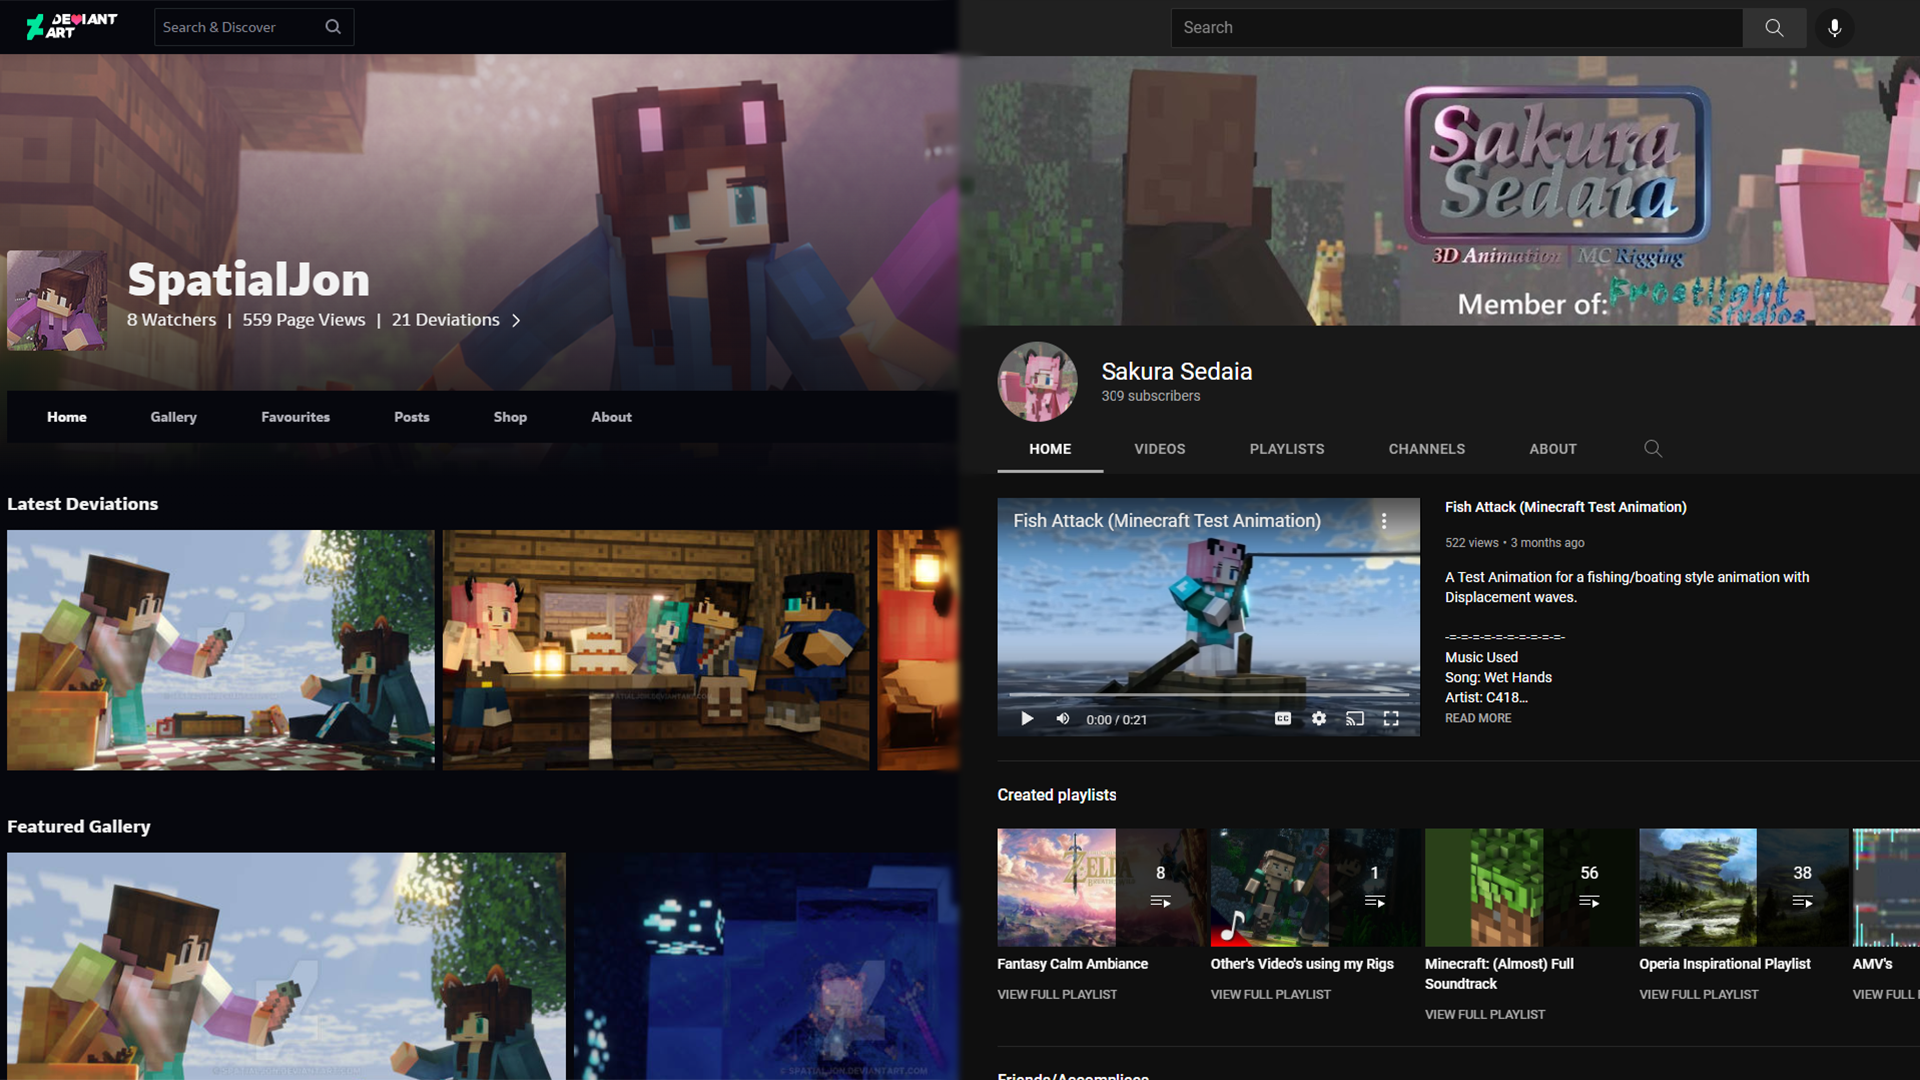 DEVIANT
ART
Search & Discover
SpatialJon
8 Watchers | 559 Page Views | 21 Deviations
Home Gallery Favourites Posts Shop About
Latest Deviations
Featured Gallery
© SPATIALJON.DEVIANTART.COM
Search
Sakura
Sedaia
3D Animation | MC Rigging
Member of: Frostlight
Studios
Sakura Sedaia
309 subscribers
HOME VIDEOS PLAYLISTS CHANNELS ABOUT
Fish Attack (Minecraft Test Animation)
0:00 / 0:21
CC
Fish Attack (Minecraft Test Animation)
522 views • 3 months ago
A Test Animation for a fishing/boating style animation with
Displacement waves.
-=-=-=-=-=-=-=-=-=-=-
Music Used
Song: Wet Hands
Artist: C418...
READ MORE
Created playlists
ZELDA
8
Fantasy Calm Ambiance
VIEW FULL PLAYLIST
1
Other's Video's using my Rigs
VIEW FULL PLAYLIST
56
Minecraft: (Almost) Full
Soundtrack
VIEW FULL PLAYLIST
38
Operia Inspirational Playlist
VIEW FULL PLAYLIST
AMV's
VIEW FULL
Friends/Accomplices